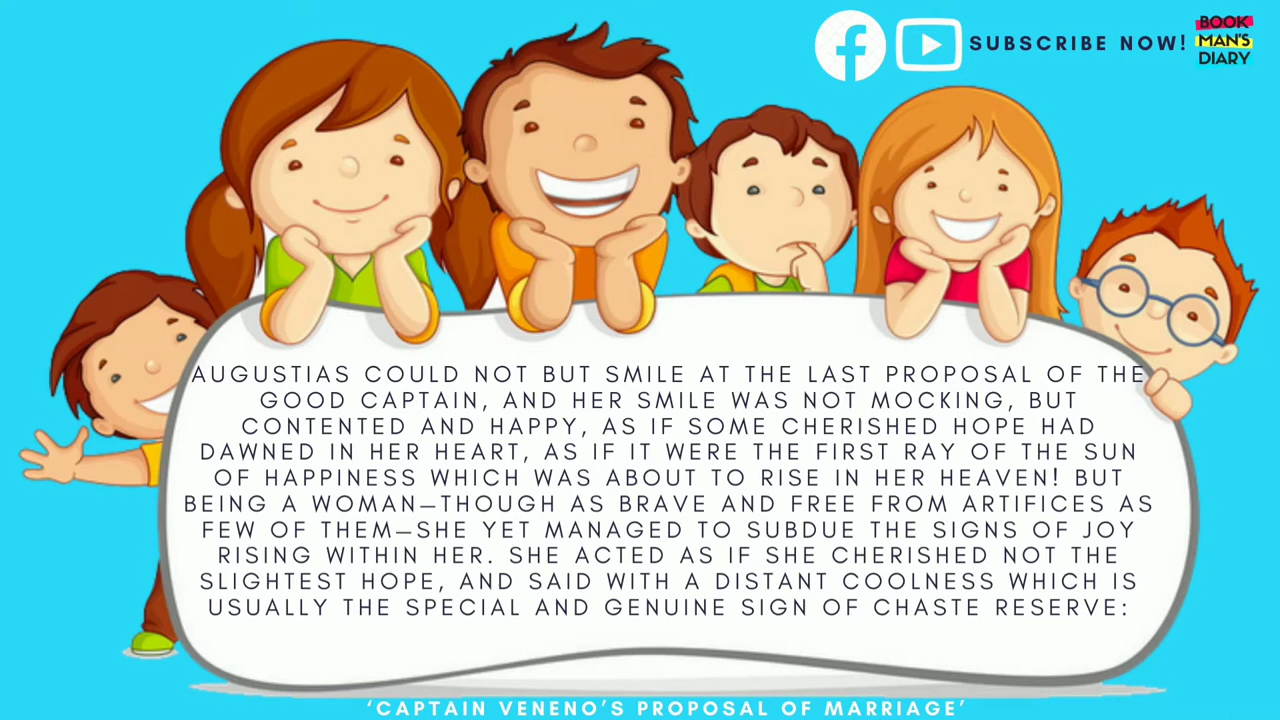 SUBSCRIBE NOW!
BOOK
MAN'S
DIARY
AUGUSTIAS COULD NOT BUT SMILE AT THE LAST PROPOSAL OF THE
GOOD CAPTAIN, AND HER SMILE WAS NOT MOCKING, BUT
CONTENTED AND HAPPY, AS IF SOME CHERISHED HOPE HAD
DAWNED IN HER HEART, AS IF IT WERE THE FIRST RAY OF THE SUN
OF HAPPINESS WHICH WAS ABOUT TO RISE IN HER HEAVEN! BUT
BEING A WOMAN—THOUGH AS BRAVE AND FREE FROM ARTIFICES AS
FEW OF THEM—SHE YET MANAGED TO SUBDUE THE SIGNS OF JOY
RISING WITHIN HER. SHE ACTED AS IF SHE CHERISHED NOT THE
SLIGHTEST HOPE, AND SAID WITH A DISTANT COOLNESS WHICH IS
USUALLY THE SPECIAL AND GENUINE SIGN OF CHASTE RESERVE:
‘CAPTAIN VENENO’S PROPOSAL OF MARRIAGE’